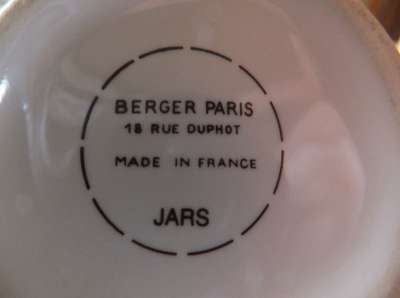 BERGER PARIS
18 RUE DUPHOT
MADE IN FRANCE
JARS